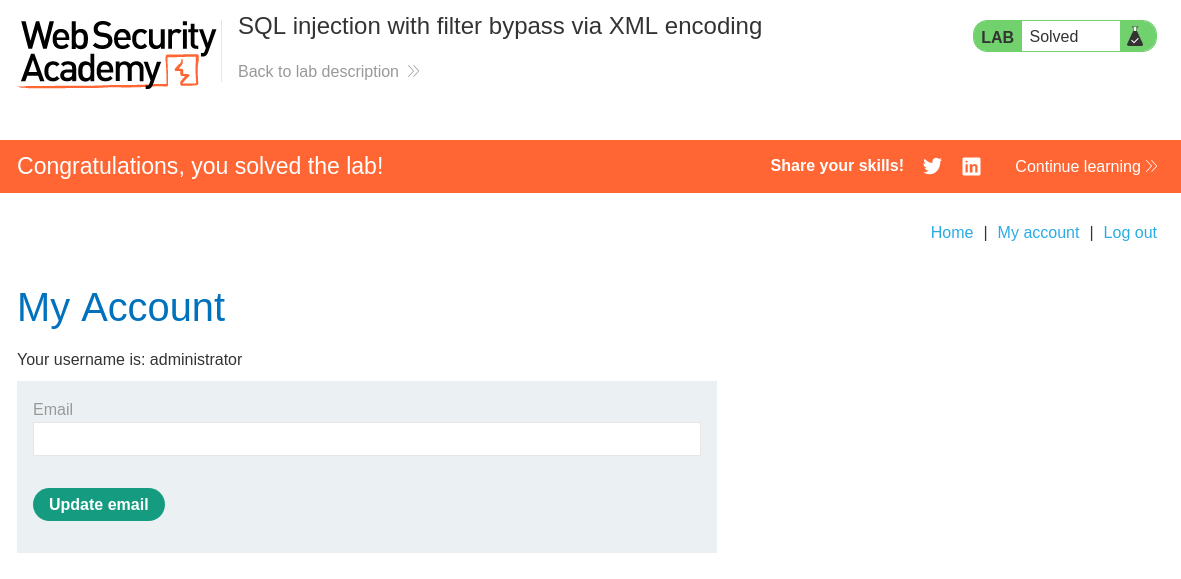 Web Security
Academy
SQL injection with filter bypass via XML encoding
Back to lab description
LAB Solved
Congratulations, you solved the lab!
Share your skills!
Continue learning
Home | My account | Log out
My Account
Your username is: administrator
Email
Update email